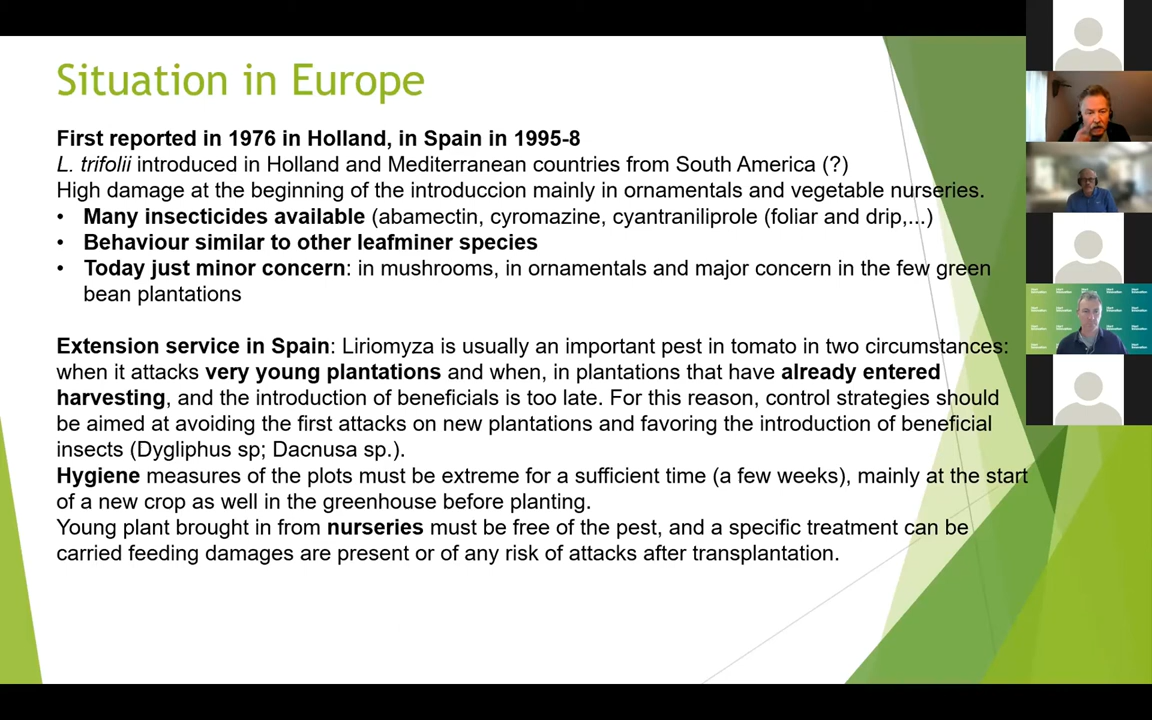 Situation in Europe
First reported in 1976 in Holland, in Spain in 1995-8
L. trifolii introduced in Holland and Mediterranean countries from South America (?)
High damage at the beginning of the introduccion mainly in ornamentals and vegetable nurseries.
• Many insecticides available (abamectin, cyromazine, cyantraniliprole (foliar and drip,...)
• Behaviour similar to other leafminer species
• Today just minor concern: in mushrooms, in ornamentals and major concern in the few green
bean plantations
Extension service in Spain: Liriomyza is usually an important pest in tomato in two circumstances:
when it attacks very young plantations and when, in plantations that have already entered
harvesting, and the introduction of beneficials is too late. For this reason, control strategies should
be aimed at avoiding the first attacks on new plantations and favoring the introduction of beneficial
insects (Dygliphus sp; Dacnusa sp.).
Hygiene measures of the plots must be extreme for a sufficient time (a few weeks), mainly at the start
of a new crop as well in the greenhouse before planting.
Young plant brought in from nurseries must be free of the pest, and a specific treatment can be
carried feeding damages are present or of any risk of attacks after transplantation.